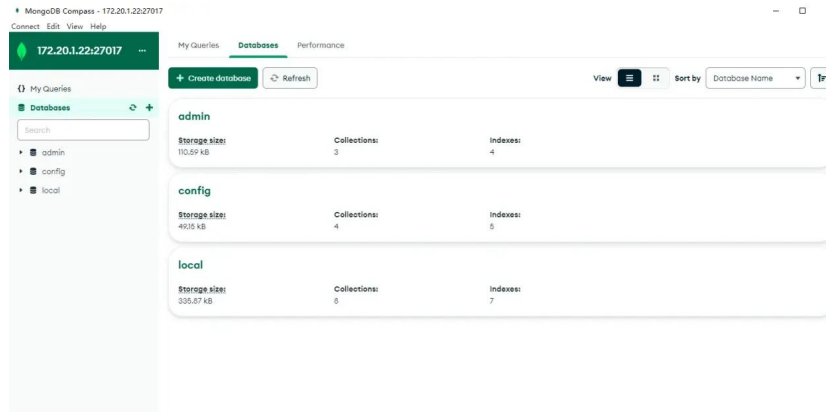 MongoDB Compass - 172.20.1.22:27017
Connect Edit View Help
172.20.1.22:27017 ...
My Queries Databases Performance
+ Create database Refresh
View Sort by Database Name
{} My Queries
Databases
Search
admin
config
local
admin
Storage size: Collections: Indexes:
110.59 kB 3 4
config
Storage size: Collections: Indexes:
49.15 kB 4 5
local
Storage size: Collections: Indexes:
335.87 kB 5 7